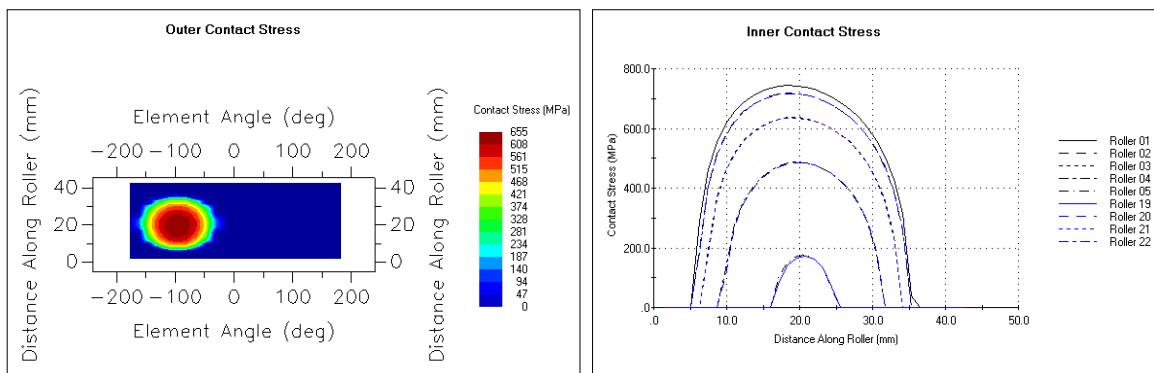 Outer Contact Stress
Element Angle (deg)
−200 −100 0 100 200
Distance Along Roller (mm)
40
20
0
40
20
0
Distance Along Roller (mm)
−200 −100 0 100 200
Element Angle (deg)
Contact Stress (MPa)
655
608
561
515
468
421
374
328
281
234
187
140
94
47
0
Inner Contact Stress
Contact Stress (MPa)
800.0
600.0
400.0
200.0
.0
.0 10.0 20.0 30.0 40.0 50.0
Distance Along Roller (mm)
Roller 01
Roller 02
Roller 03
Roller 04
Roller 05
Roller 19
Roller 20
Roller 21
Roller 22